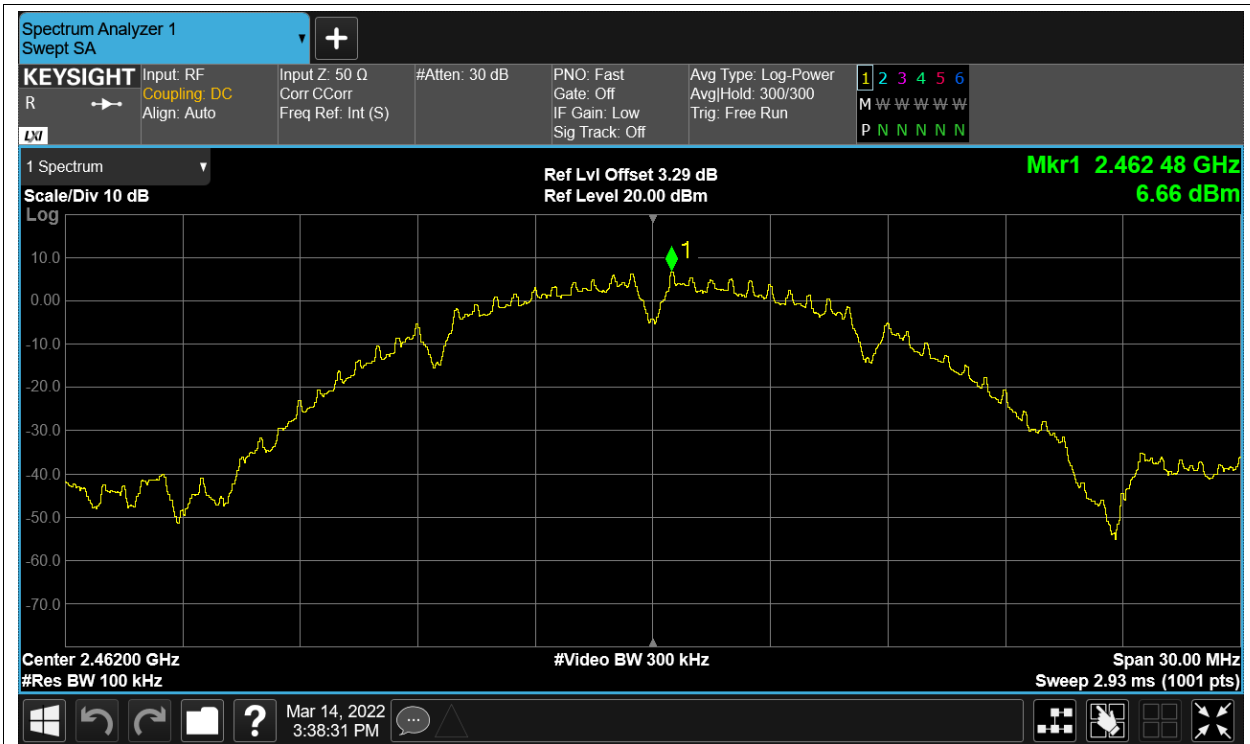 Spectrum Analyzer 1
Swept SA
KEYSIGHT
R
LXI
Input: RF
Coupling: DC
Align: Auto
Input Z: 50 Ω
Corr CCorr
Freq Ref: Int (S)
#Atten: 30 dB
PNO: Fast
Gate: Off
IF Gain: Low
Sig Track: Off
Avg Type: Log-Power
Avg|Hold: 300/300
Trig: Free Run
1 2 3 4 5 6
M W W W W W
P N N N N N
1 Spectrum
Scale/Div 10 dB
Ref Lvl Offset 3.29 dB
Ref Level 20.00 dBm
Mkr1 2.462 48 GHz
6.66 dBm
Log
1
10.0
0.00
-10.0
-20.0
-30.0
-40.0
-50.0
-60.0
-70.0
Center 2.46200 GHz
#Res BW 100 kHz
#Video BW 300 kHz
Span 30.00 MHz
Sweep 2.93 ms (1001 pts)
?
Mar 14, 2022
3:38:31 PM